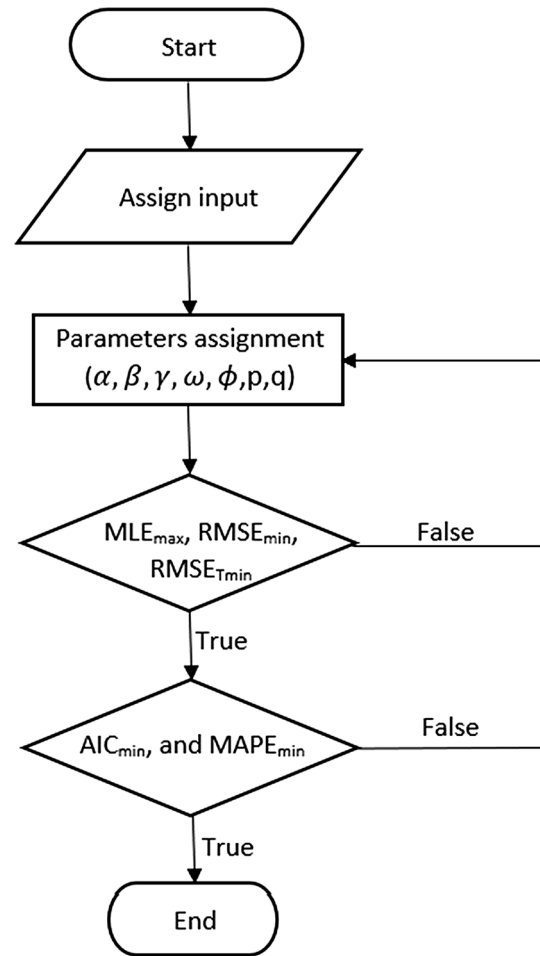 Start
Assign input
Parameters assignment
(α, β, γ, ω, ϕ,p,q)
MLEmax, RMSEmin,
RMSETmin
False
True
AICmin, and MAPEmin
False
True
End